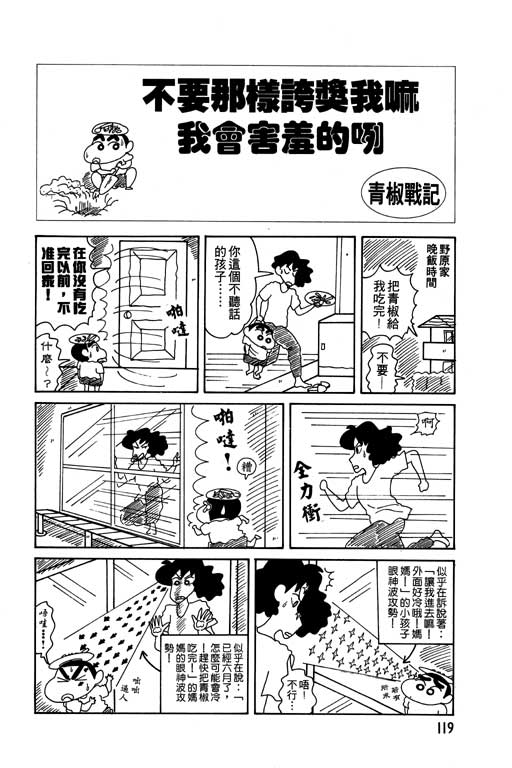 不要那樣誇獎我嘛
我會害羞的咧
青椒戰記
野原家
晚飯時間
把青椒給
我吃完!
不要—
你這個不聽話
的孩子……
啪
噠
在你没有吃
完以前,不
准回家!
什麼~?
啊
全力衝
啪噠!
糟
似乎在訴說著:
「讓我進去嘛!
外面好冷哦!媽
媽!」的小孩子
眼神波攻勢!
唔!
不行…
似乎在說:「
已經六月了,
怎麼可能會冷
!趕快把青椒
吃完!」的媽
媽的眼神波攻
勢!
唔哇…!
119